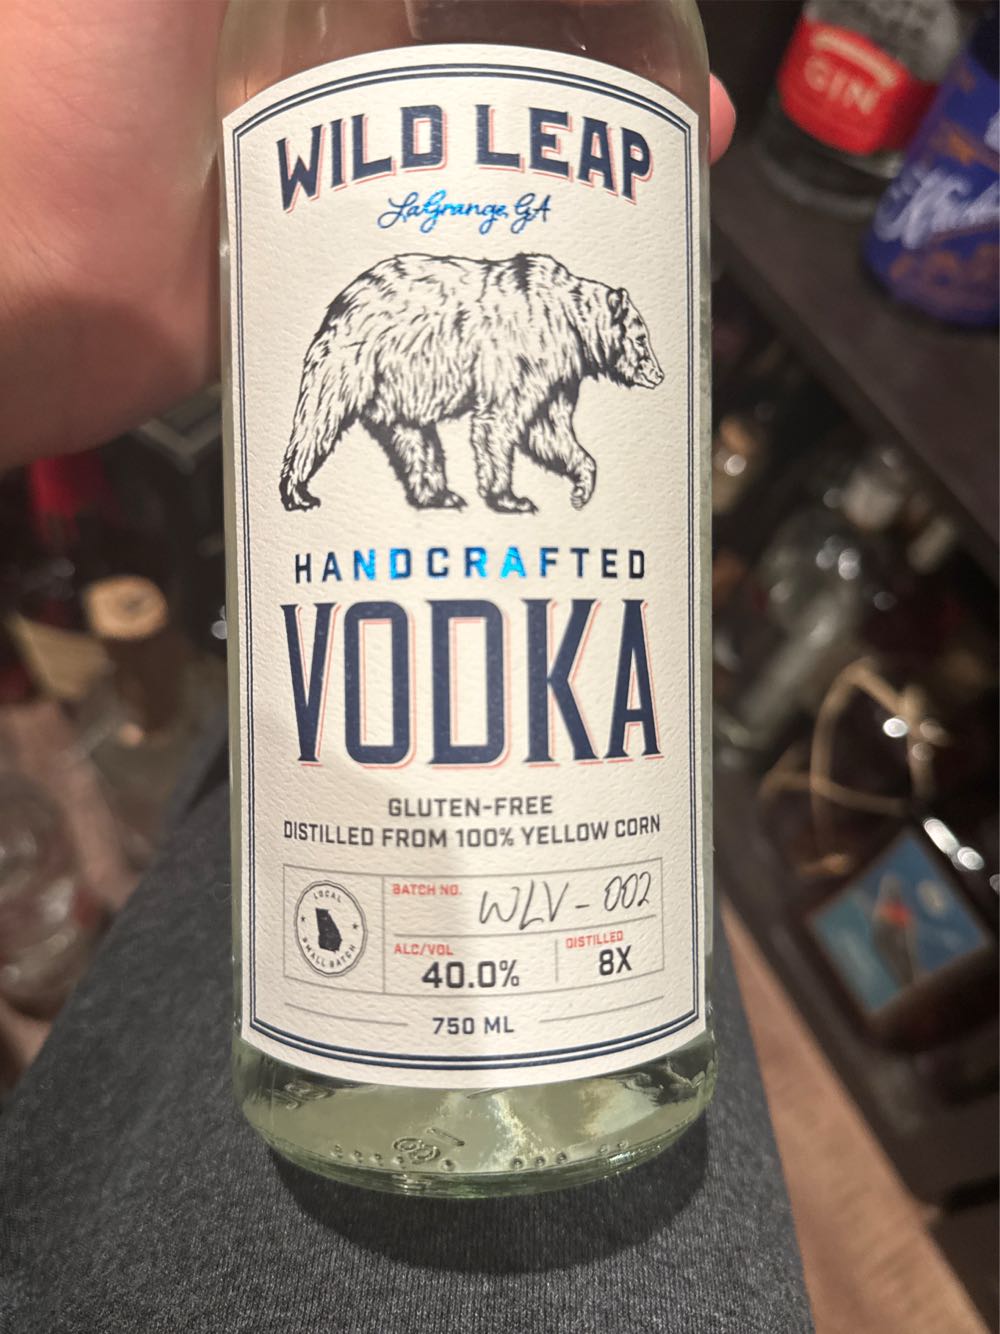 WILD LEAP
LaGrange, GA
HANDCRAFTED
VODKA
GLUTEN-FREE
DISTILLED FROM 100% YELLOW CORN
LOCAL
SMALL BATCH
BATCH NO. WLV-002
ALC/VOL
40.0%
DISTILLED
8X
750 ML
GIN